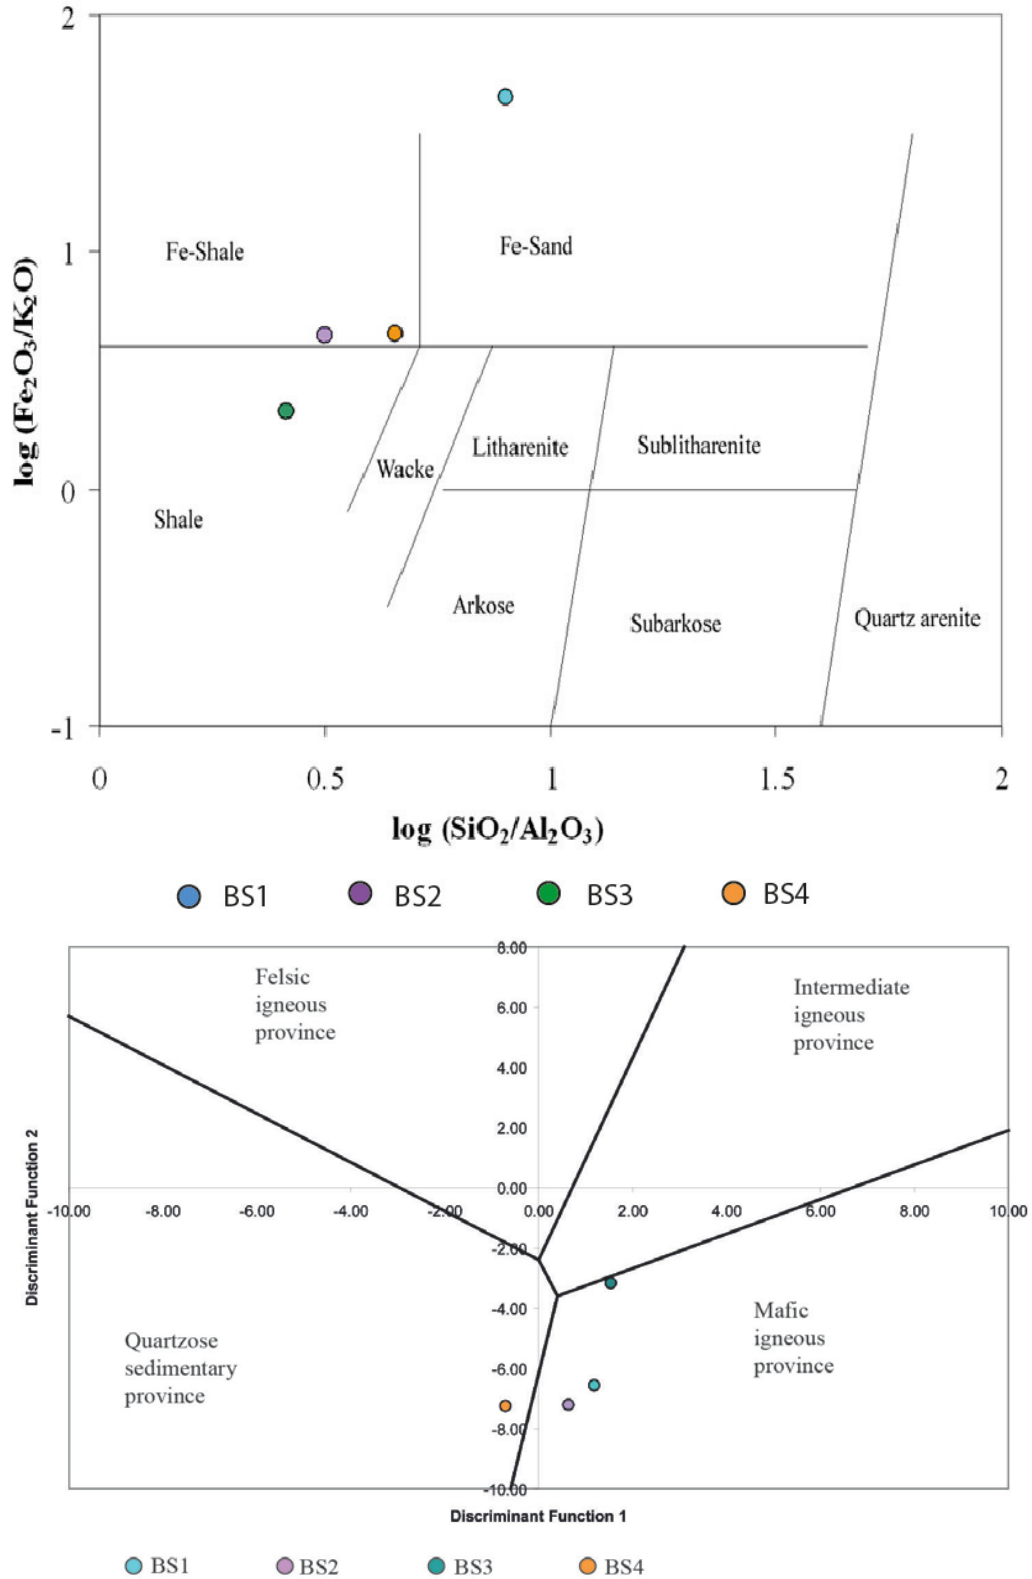 2
1
0
-1
log (Fe₂O₃/K₂O)
Fe-Shale
Fe-Sand
Wacke
Litharenite
Sublitharenite
Shale
Arkose
Subarkose
Quartz arenite
0 0.5 1 1.5 2
log (SiO₂/Al₂O₃)
BS1 BS2 BS3 BS4
8.00
6.00
4.00
2.00
0.00
-2.00
-4.00
-6.00
-8.00
-10.00
Felsic
igneous
province
Intermediate
igneous
province
-10.00 -8.00 -6.00 -4.00 -2.00 0.00 2.00 4.00 6.00 8.00 10.00
Discriminant Function 2
Quartzose
sedimentary
province
Mafic
igneous
province
Discriminant Function 1
BS1 BS2 BS3 BS4